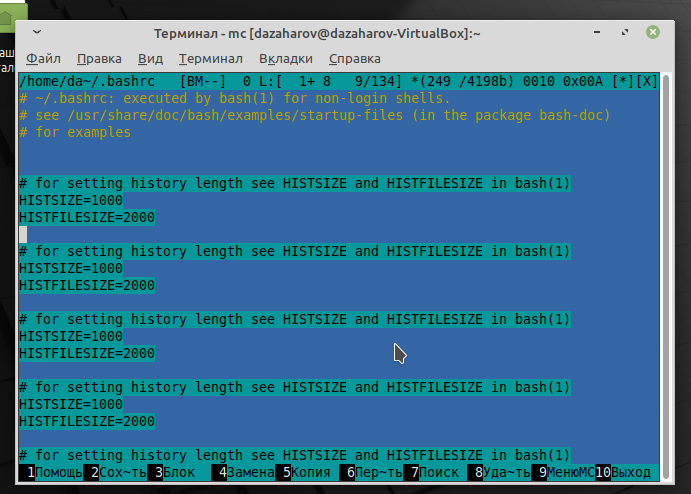 аш
тал
Терминал - mc [dazaharov@dazaharov-VirtualBox]:~
Файл Правка Вид Терминал Вкладки Справка
/home/da~/.bashrc [BM--] 0 L:[ 1+ 8 9/134] *(249 /4198b) 0010 0x00A [*][X]
# ~/.bashrc: executed by bash(1) for non-login shells.
# see /usr/share/doc/bash/examples/startup-files (in the package bash-doc)
# for examples
# for setting history length see HISTSIZE and HISTFILESIZE in bash(1)
HISTSIZE=1000
HISTFILESIZE=2000
# for setting history length see HISTSIZE and HISTFILESIZE in bash(1)
HISTSIZE=1000
HISTFILESIZE=2000
# for setting history length see HISTSIZE and HISTFILESIZE in bash(1)
HISTSIZE=1000
HISTFILESIZE=2000
# for setting history length see HISTSIZE and HISTFILESIZE in bash(1)
HISTSIZE=1000
HISTFILESIZE=2000
# for setting history length see HISTSIZE and HISTFILESIZE in bash(1)
1Помощь 2Сох~ть 3Блок 4Замена 5Копия 6Пер~ть 7Поиск 8Уда~ть 9МенюMC 10Выход